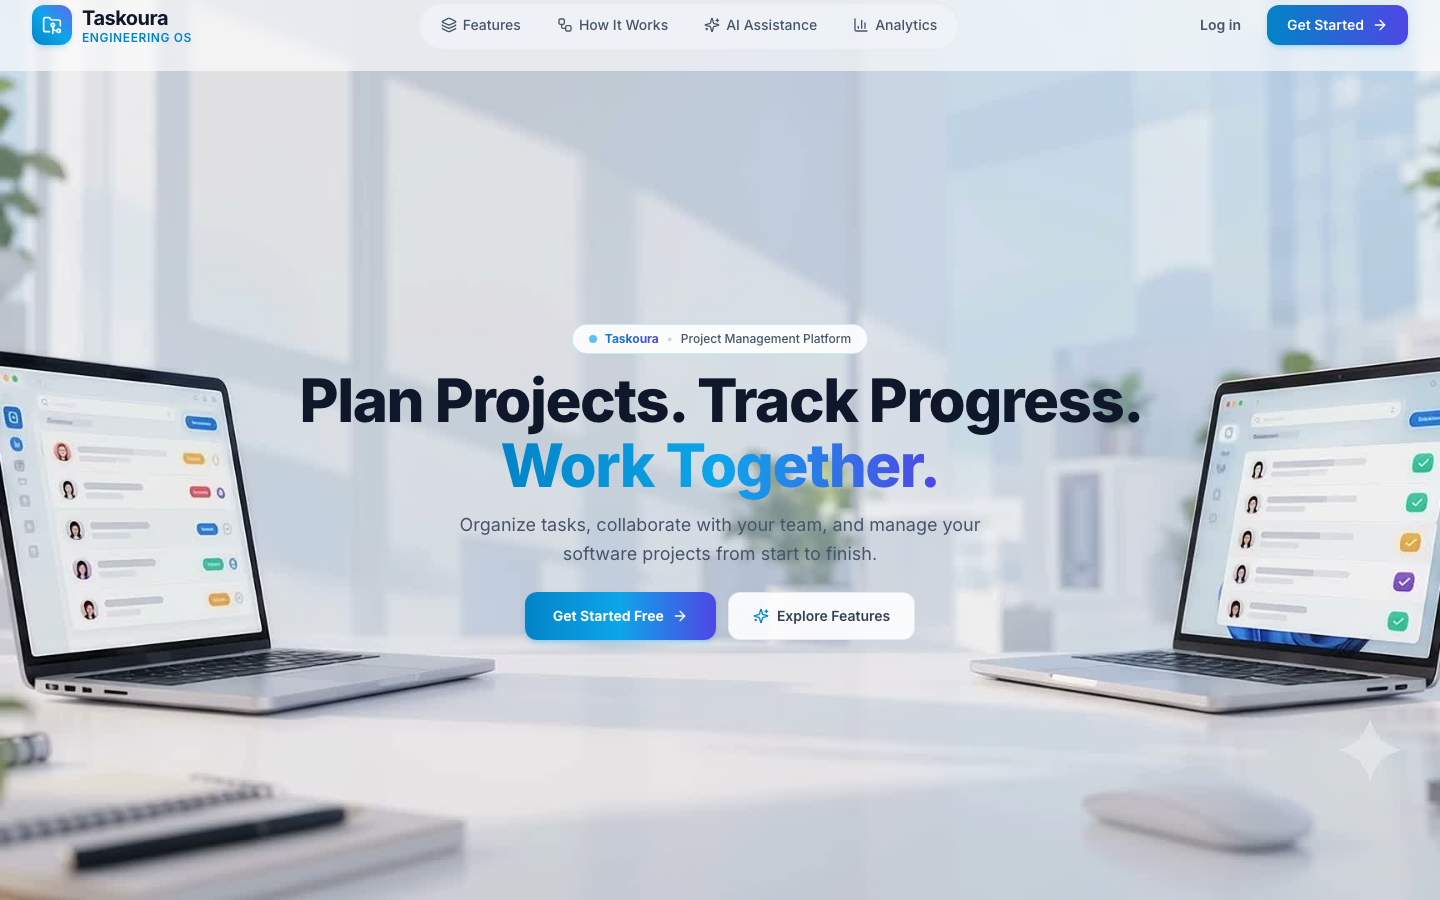 Taskoura
ENGINEERING OS
Features
How It Works
AI Assistance
Analytics
Log in
Get Started
Taskoura • Project Management Platform
Plan Projects. Track Progress.
Work Together.
Organize tasks, collaborate with your team, and manage your
software projects from start to finish.
Get Started Free
Explore Features